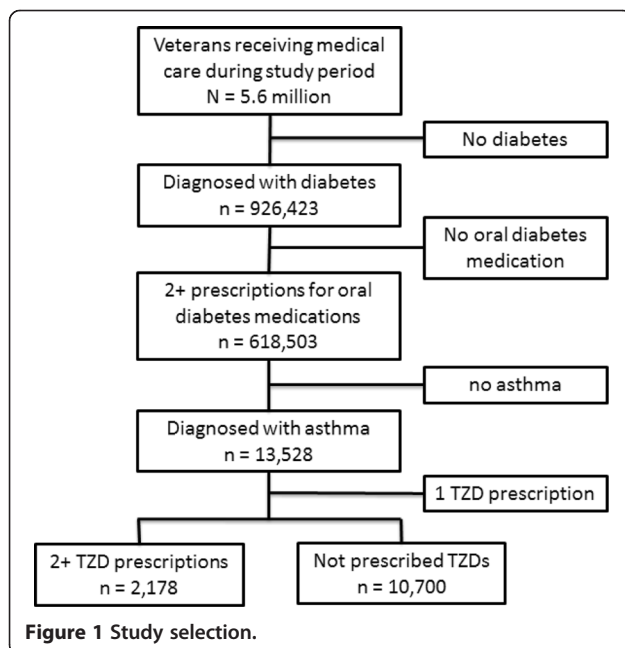 Veterans receiving medical
care during study period
N = 5.6 million
No diabetes
Diagnosed with diabetes
n = 926,423
No oral diabetes
medication
2+ prescriptions for oral
diabetes medications
n = 618,503
no asthma
Diagnosed with asthma
n = 13,528
1 TZD prescription
2+ TZD prescriptions
n = 2,178
Not prescribed TZDs
n = 10,700
Figure 1 Study selection.